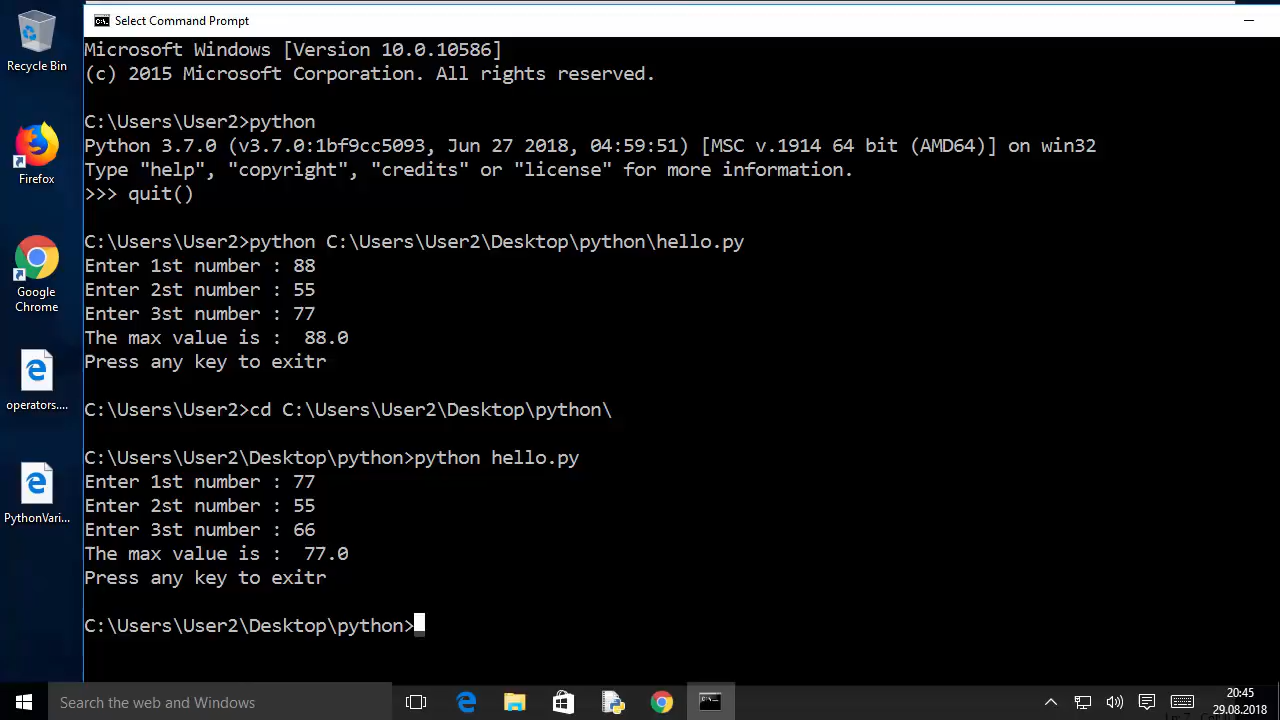 Select Command Prompt
Recycle Bin
Firefox
Google
Chrome
operators....
PythonVari...
Microsoft Windows [Version 10.0.10586]
(c) 2015 Microsoft Corporation. All rights reserved.
C:\Users\User2>python
Python 3.7.0 (v3.7.0:1bf9cc5093, Jun 27 2018, 04:59:51) [MSC v.1914 64 bit (AMD64)] on win32
Type "help", "copyright", "credits" or "license" for more information.
>>> quit()
C:\Users\User2>python C:\Users\User2\Desktop\python\hello.py
Enter 1st number : 88
Enter 2st number : 55
Enter 3st number : 77
The max value is :  88.0
Press any key to exitr
C:\Users\User2>cd C:\Users\User2\Desktop\python\
C:\Users\User2\Desktop\python>python hello.py
Enter 1st number : 77
Enter 2st number : 55
Enter 3st number : 66
The max value is :  77.0
Press any key to exitr
C:\Users\User2\Desktop\python>
Search the web and Windows
20:45
29.08.2018